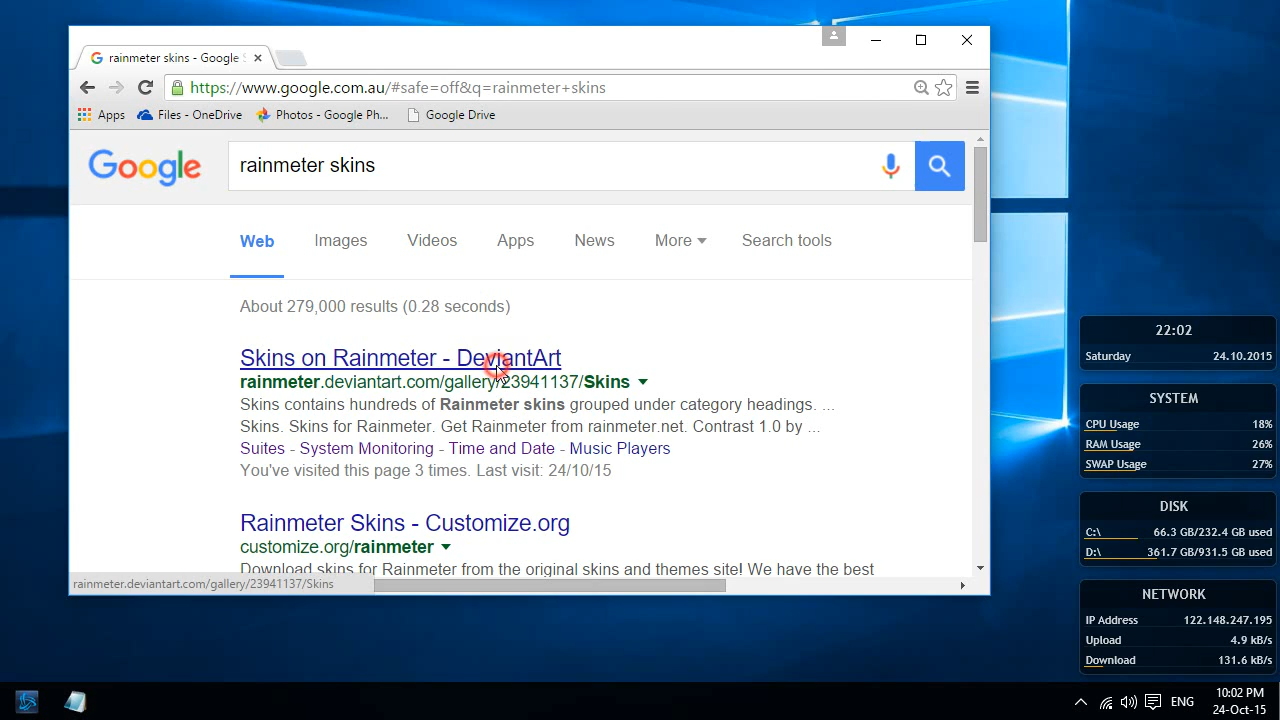 rainmeter skins - Google S
https://www.google.com.au/#safe=off&q=rainmeter+skins
Apps Files - OneDrive Photos - Google Ph... Google Drive
Google rainmeter skins
Web Images Videos Apps News More Search tools
About 279,000 results (0.28 seconds)
Skins on Rainmeter - DeviantArt
rainmeter.deviantart.com/gallery/23941137/Skins
Skins contains hundreds of Rainmeter skins grouped under category headings. ...
Skins. Skins for Rainmeter. Get Rainmeter from rainmeter.net. Contrast 1.0 by ...
Suites - System Monitoring - Time and Date - Music Players
You've visited this page 3 times. Last visit: 24/10/15
Rainmeter Skins - Customize.org
customize.org/rainmeter
Download skins for Rainmeter from the original skins and themes site! We have the best
rainmeter.deviantart.com/gallery/23941137/Skins
22:02
Saturday 24.10.2015
SYSTEM
CPU Usage 18%
RAM Usage 26%
SWAP Usage 27%
DISK
C:\ 66.3 GB/232.4 GB used
D:\ 361.7 GB/931.5 GB used
NETWORK
IP Address 122.148.247.195
Upload 4.9 kB/s
Download 131.6 kB/s
ENG
10:02 PM
24-Oct-15